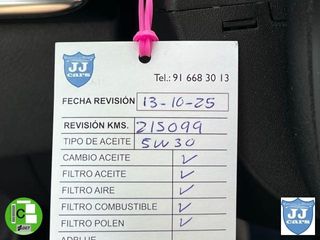 JJ
cars
Tel.: 91 668 30 13
FECHA REVISIÓN 13-10-25
REVISIÓN KMS. 215099
TIPO DE ACEITE 5W30
CAMBIO ACEITE ✓
FILTRO ACEITE ✓
FILTRO AIRE ✓
FILTRO COMBUSTIBLE ✓
FILTRO POLEN ✓
ADBLUE
C
JJ
cars